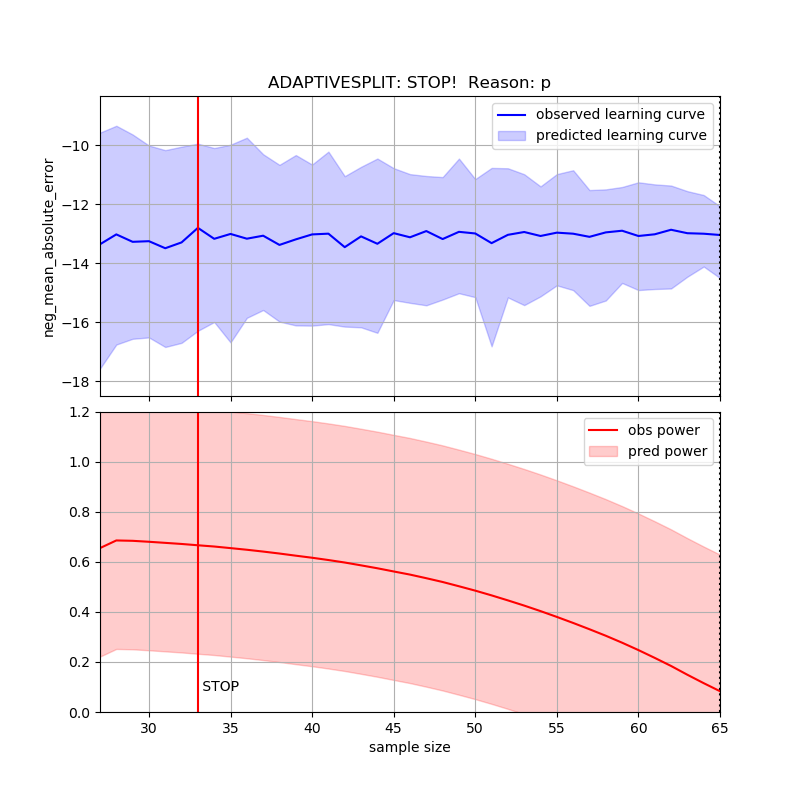 ADAPTIVESPLIT: STOP!  Reason: p
neg_mean_absolute_error
−10
−12
−14
−16
−18
observed learning curve
predicted learning curve
1.2
1.0
0.8
0.6
0.4
0.2
0.0
obs power
pred power
STOP
30 35 40 45 50 55 60 65
sample size